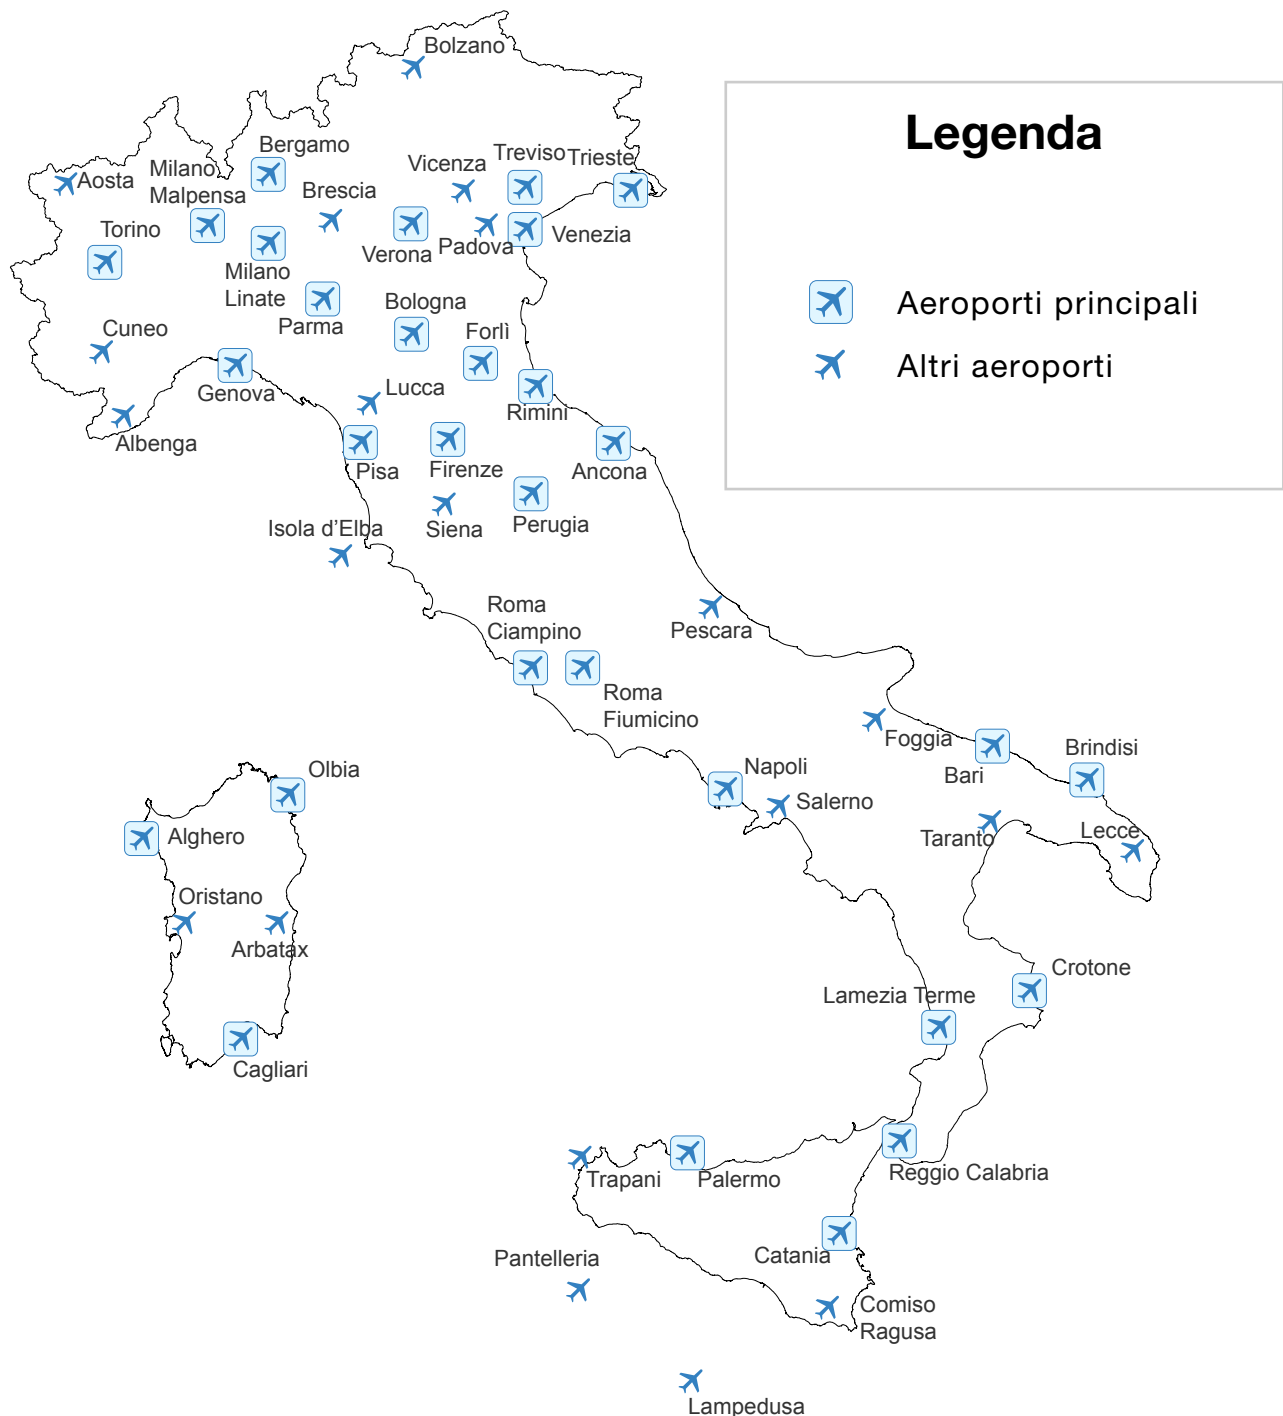 Bolzano
Legenda
Bergamo
Treviso
Trieste
Vicenza
Milano
Malpensa
Aosta
Brescia
Torino
Verona
Padova
Venezia
Milano
Linate
Bologna
Aeroporti principali
Parma
Cuneo
Forlì
Altri aeroporti
Genova
Lucca
Rimini
Albenga
Pisa
Firenze
Ancona
Isola d’Elba
Siena
Perugia
Roma
Ciampino
Pescara
Roma
Fiumicino
Foggia
Bari
Brindisi
Olbia
Napoli
Salerno
Alghero
Taranto
Lecce
Oristano
Arbatax
Crotone
Lamezia Terme
Cagliari
Trapani
Palermo
Reggio Calabria
Catania
Pantelleria
Comiso
Ragusa
Lampedusa